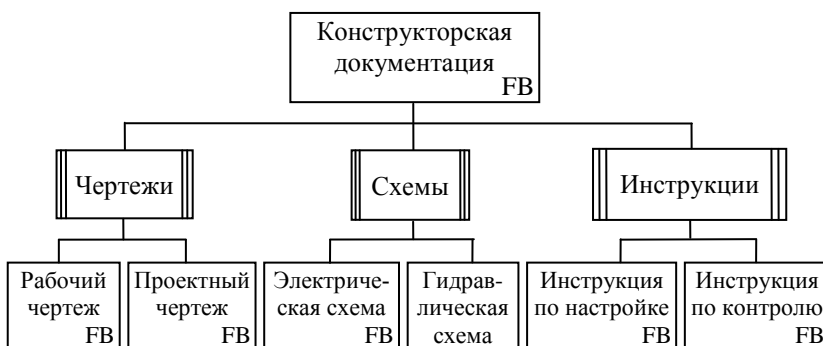 Конструкторская
документация
FB
Чертежи
Схемы
Инструкции
Рабочий
чертеж
FB
Проектный
чертеж
FB
Электриче-
ская схема
FB
Гидрав-
лическая
схема
Инструкция
по настройке
FB
Инструкция
по контролю
FB